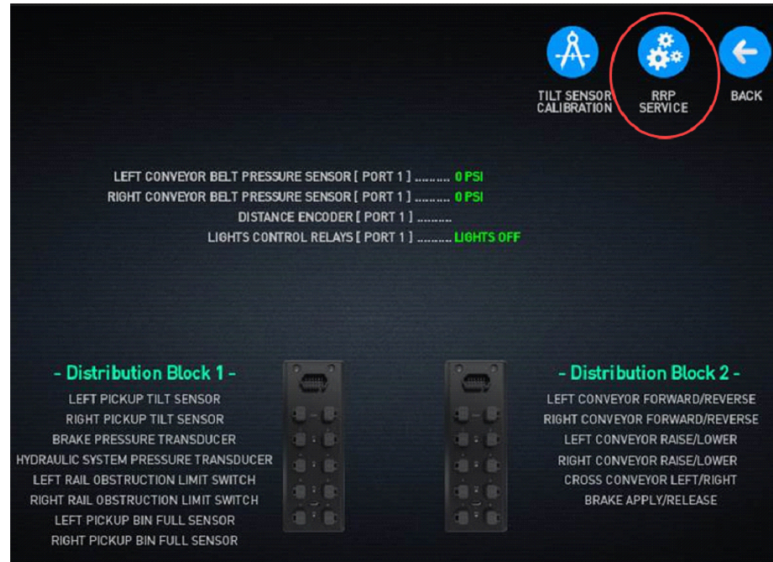 TILT SENSOR
CALIBRATION
RRP
SERVICE
BACK
LEFT CONVEYOR BELT PRESSURE SENSOR [ PORT 1 ] .......... 0 PSI
RIGHT CONVEYOR BELT PRESSURE SENSOR [ PORT 1 ] .......... 0 PSI
DISTANCE ENCODER [ PORT 1 ] ..........
LIGHTS CONTROL RELAYS [ PORT 1 ] .......... LIGHTS OFF
- Distribution Block 1 -
LEFT PICKUP TILT SENSOR
RIGHT PICKUP TILT SENSOR
BRAKE PRESSURE TRANSDUCER
HYDRAULIC SYSTEM PRESSURE TRANSDUCER
LEFT RAIL OBSTRUCTION LIMIT SWITCH
RIGHT RAIL OBSTRUCTION LIMIT SWITCH
LEFT PICKUP BIN FULL SENSOR
RIGHT PICKUP BIN FULL SENSOR
- Distribution Block 2 -
LEFT CONVEYOR FORWARD/REVERSE
RIGHT CONVEYOR FORWARD/REVERSE
LEFT CONVEYOR RAISE/LOWER
RIGHT CONVEYOR RAISE/LOWER
CROSS CONVEYOR LEFT/RIGHT
BRAKE APPLY/RELEASE